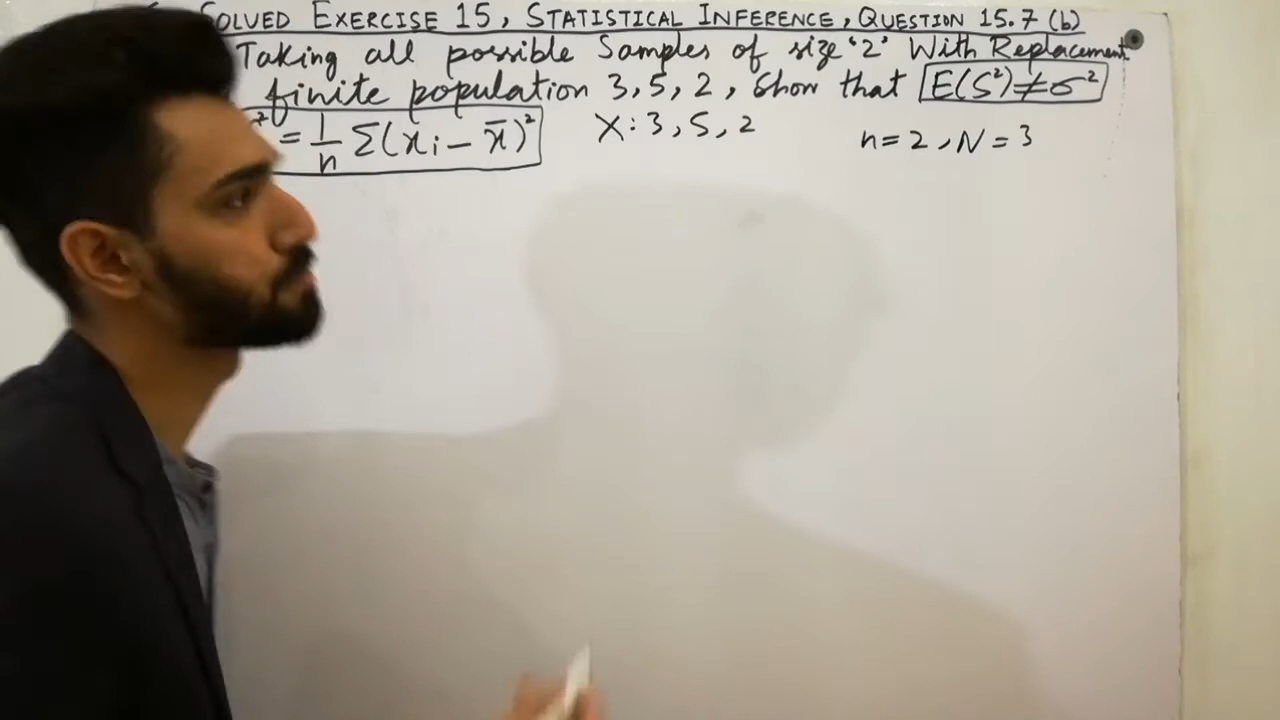 SOLVED EXERCISE 15, STATISTICAL INFERENCE, QUESTION 15.7 (b)
Taking all possible Samples of size '2' With Replacement
finite population 3, 5, 2, Show that E(S²)≠σ²
² = 1/n Σ(xi - x̄)² X: 3, 5, 2 n=2, N=3